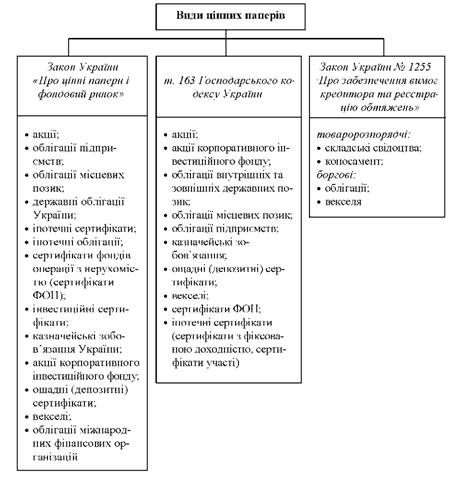 Види цінних паперів
Закон України
«Про цінні папери і
фондовий ринок»
акції;
облігації підпри-
ємств;
облігації місцевих
позик;
державні облігації
України;
іпотечні сертифікати;
іпотечні облігації;
сертифікати фондів
операції з нерухоміс-
тю (сертифікати
ФОН);
інвестиційні серти-
фікати;
казначейські зобо-
в'язання України;
акції корпоративного
інвестиційного фонду;
ощадні (депозитні)
сертифікати;
векселі;
облігації міжнарод-
них фінансових ор-
ганізацій
т. 163 Господарського ко-
дексу України
акції;
акції корпоративного ін-
вестиційного фонду;
облігації внутрішніх та
зовнішніх державних по-
зик;
облігації місцевих позик;
облігації підприємств;
казначейські зо-
бов'язання;
ощадні (депозитні) сер-
тифікати;
векселі;
сертифікати ФОН;
іпотечні сертифікати
(сертифікати з фіксова-
ною доходністю, серти-
фікати участі)
Закон України № 1255
Про забезпечення вимог
кредитора та реєстра-
цію обтяжень»
товаророзпорядчі:
складські свідоцтва;
коносамент;
боргові:
облігації;
векселя